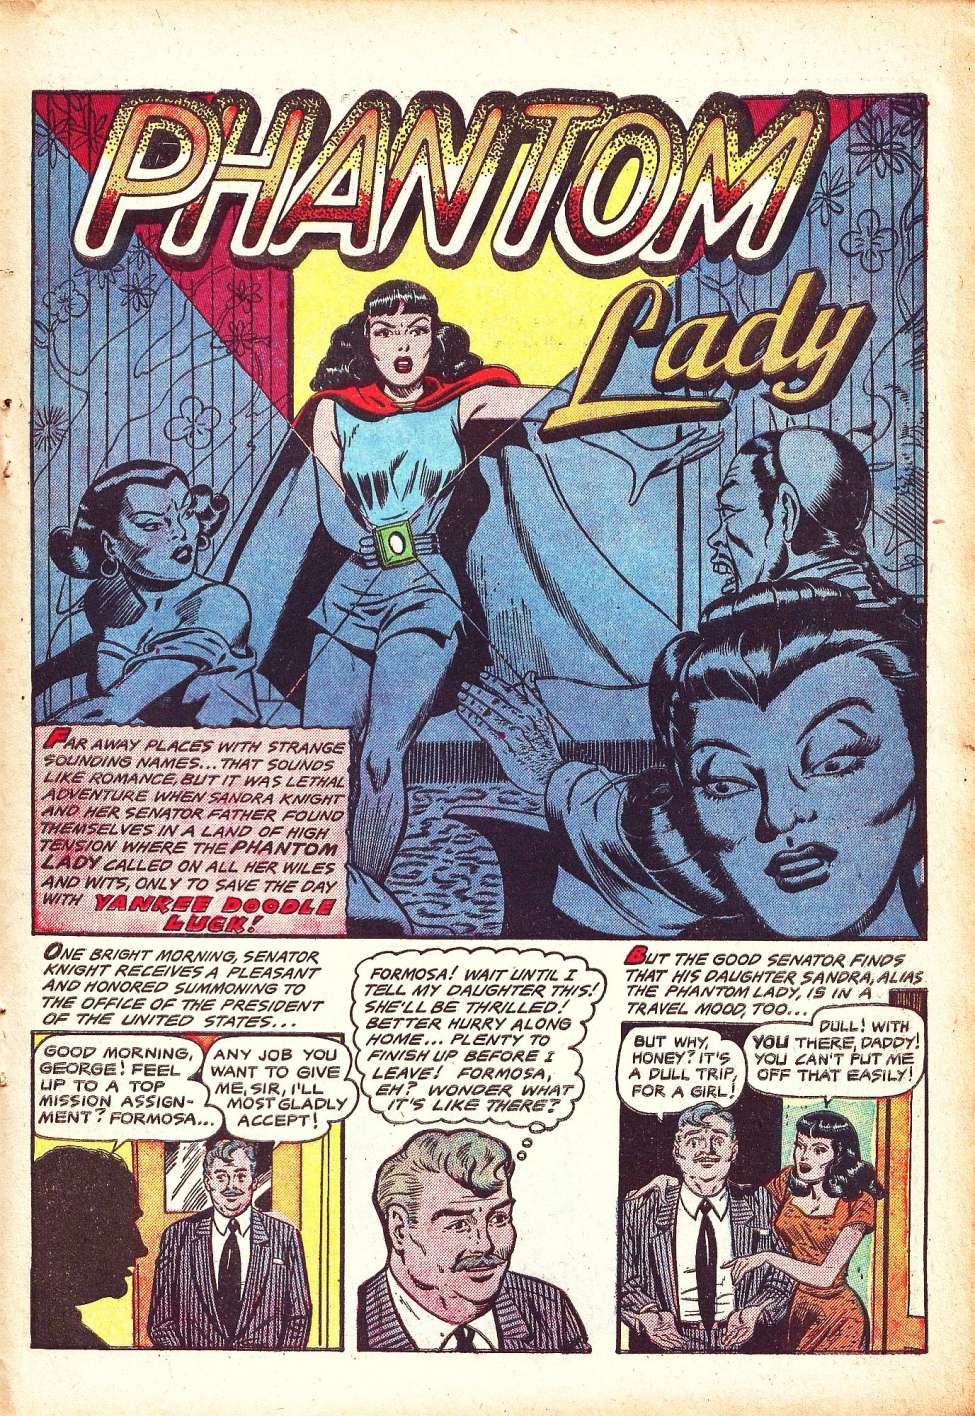 PHANTOM
Lady
FAR AWAY PLACES WITH STRANGE
SOUNDING NAMES... THAT SOUNDS
LIKE ROMANCE, BUT IT WAS LETHAL
ADVENTURE WHEN SANDRA KNIGHT
AND HER SENATOR FATHER FOUND
THEMSELVES IN A LAND OF HIGH
TENSION WHERE THE PHANTOM
LADY CALLED ON ALL HER WILES
AND WITS, ONLY TO SAVE THE DAY
WITH YANKEE DOODLE
LUCK!
ONE BRIGHT MORNING, SENATOR
KNIGHT RECEIVES A PLEASANT
AND HONORED SUMMONING TO
THE OFFICE OF THE PRESIDENT
OF THE UNITED STATES...
GOOD MORNING,
GEORGE! FEEL
UP TO A TOP
MISSION ASSIGN-
MENT? FORMOSA...
ANY JOB YOU
WANT TO GIVE
ME, SIR, I'LL
MOST GLADLY
ACCEPT!
FORMOSA! WAIT UNTIL I
TELL MY DAUGHTER THIS!
SHE'LL BE THRILLED!
BETTER HURRY ALONG
HOME... PLENTY TO
FINISH UP BEFORE I
LEAVE! FORMOSA,
EH? WONDER WHAT
IT'S LIKE THERE?
BUT THE GOOD SENATOR FINDS
THAT HIS DAUGHTER SANDRA, ALIAS
THE PHANTOM LADY, IS IN A
TRAVEL MOOD, TOO...
BUT WHY,
HONEY? IT'S
A DULL TRIP,
FOR A GIRL!
DULL! WITH
YOU THERE, DADDY!
YOU CAN'T PUT ME
OFF THAT EASILY!